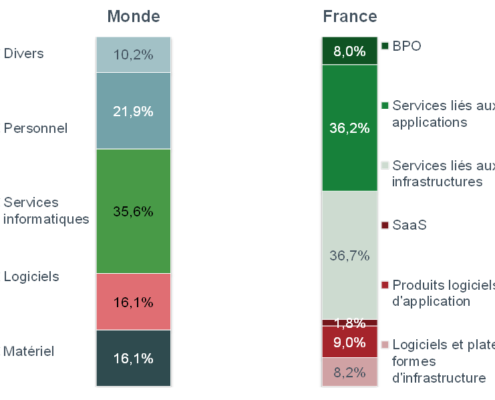 Monde
France
Divers
10,2%
Personnel
21,9%
Services
informatiques
35,6%
Logiciels
16,1%
Matériel
16,1%
8,0%
BPO
36,2%
Services liés aux
applications
36,7%
Services liés aux
infrastructures
1,8%
SaaS
9,0%
Produits logiciels
d'application
8,2%
Logiciels et plate
formes
d'infrastructure